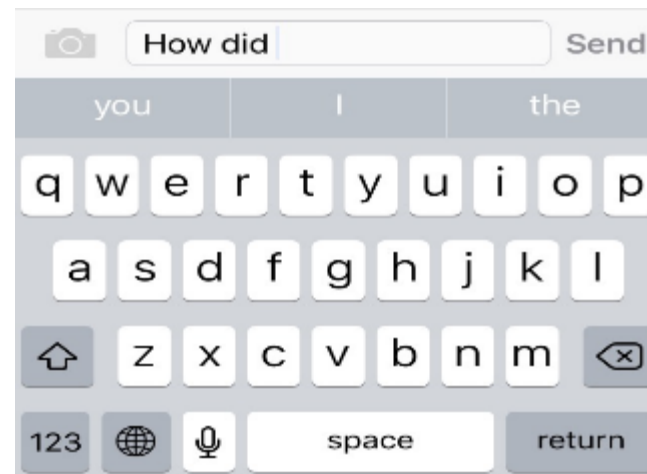 How did Send
you I the
q w e r t y u i o p
a s d f g h j k l
z x c v b n m
123 space return